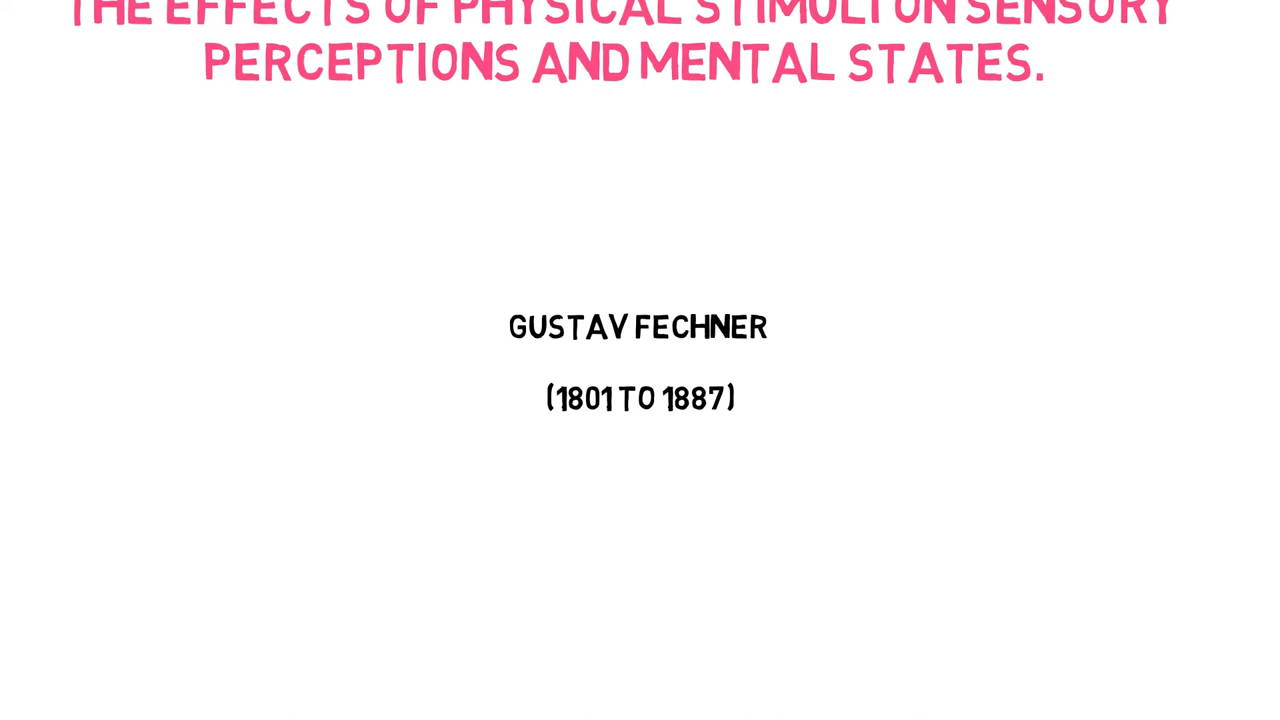 THE EFFECTS OF PHYSICAL STIMULI ON SENSORY
PERCEPTIONS AND MENTAL STATES.
GUSTAV FECHNER
(1801 TO 1887)